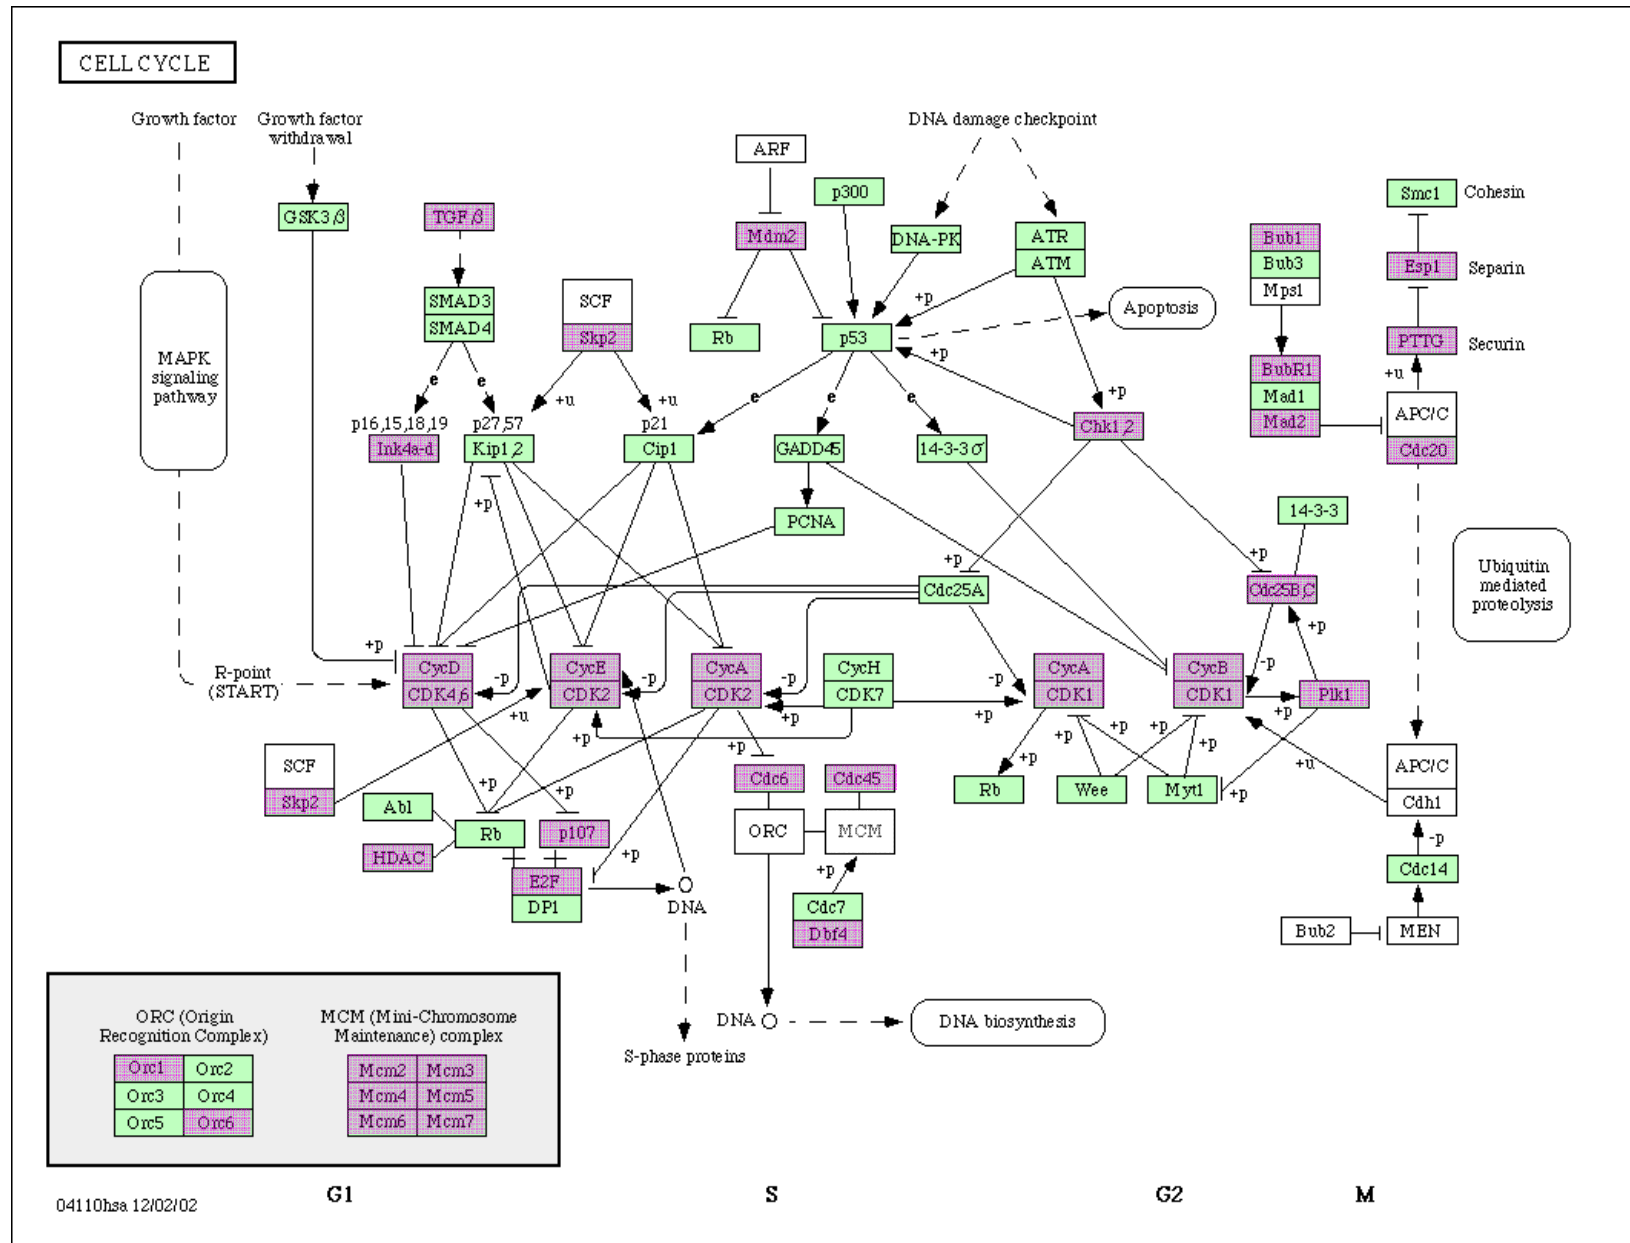 CELL CYCLE
Growth factor
Growth factor
withdrawal
DNA damage checkpoint
ARF
p300
Smc1
Cohesin
GSK3β
TGFβ
Mdm2
DNA-PK
ATR
ATM
Bub1
Bub3
Mps1
Esp1
Separin
SMAD3
SMAD4
SCF
Skp2
+p
Apoptosis
Rb
p53
PTTG
Securin
MAPK
signaling
pathway
e
e
+u
+u
e
e
e
+p
+p
BubR1
Mad1
Mad2
+u
APC/C
Cdc20
p16,15,18,19
Ink4a-d
p27,57
Kip1,2
p21
Cip1
GADD45
14-3-3σ
Chk1,2
+p
PCNA
14-3-3
Ubiquitin
mediated
proteolysis
+p
Cdc25A
+p
Cdc25B,C
+p
+p
R-point
(START)
CycD
CDK4,6
-p
CycE
CDK2
-p
CycA
CDK2
-p
CycH
CDK7
-p
CycA
CDK1
CycB
CDK1
-p
Plk1
+u
+p
+p
+p
+p
+p
+p
+p
+p
SCF
Skp2
+p
+p
Cdc6
Cdc45
+p
Rb
Wee
Myt1
+p
+u
APC/C
Cdh1
Abl
Rb
p107
HDAC
ORC
MCM
+p
+p
-p
E2F
DP1
DNA
Cdc7
Dbf4
Cdc14
Bub2
MEN
DNA
DNA biosynthesis
S-phase proteins
ORC (Origin
Recognition Complex)
Orc1 Orc2
Orc3 Orc4
Orc5 Orc6
MCM (Mini-Chromosome
Maintenance) complex
Mcm2 Mcm3
Mcm4 Mcm5
Mcm6 Mcm7
G1
S
G2
M
04110hsa 12/02/02